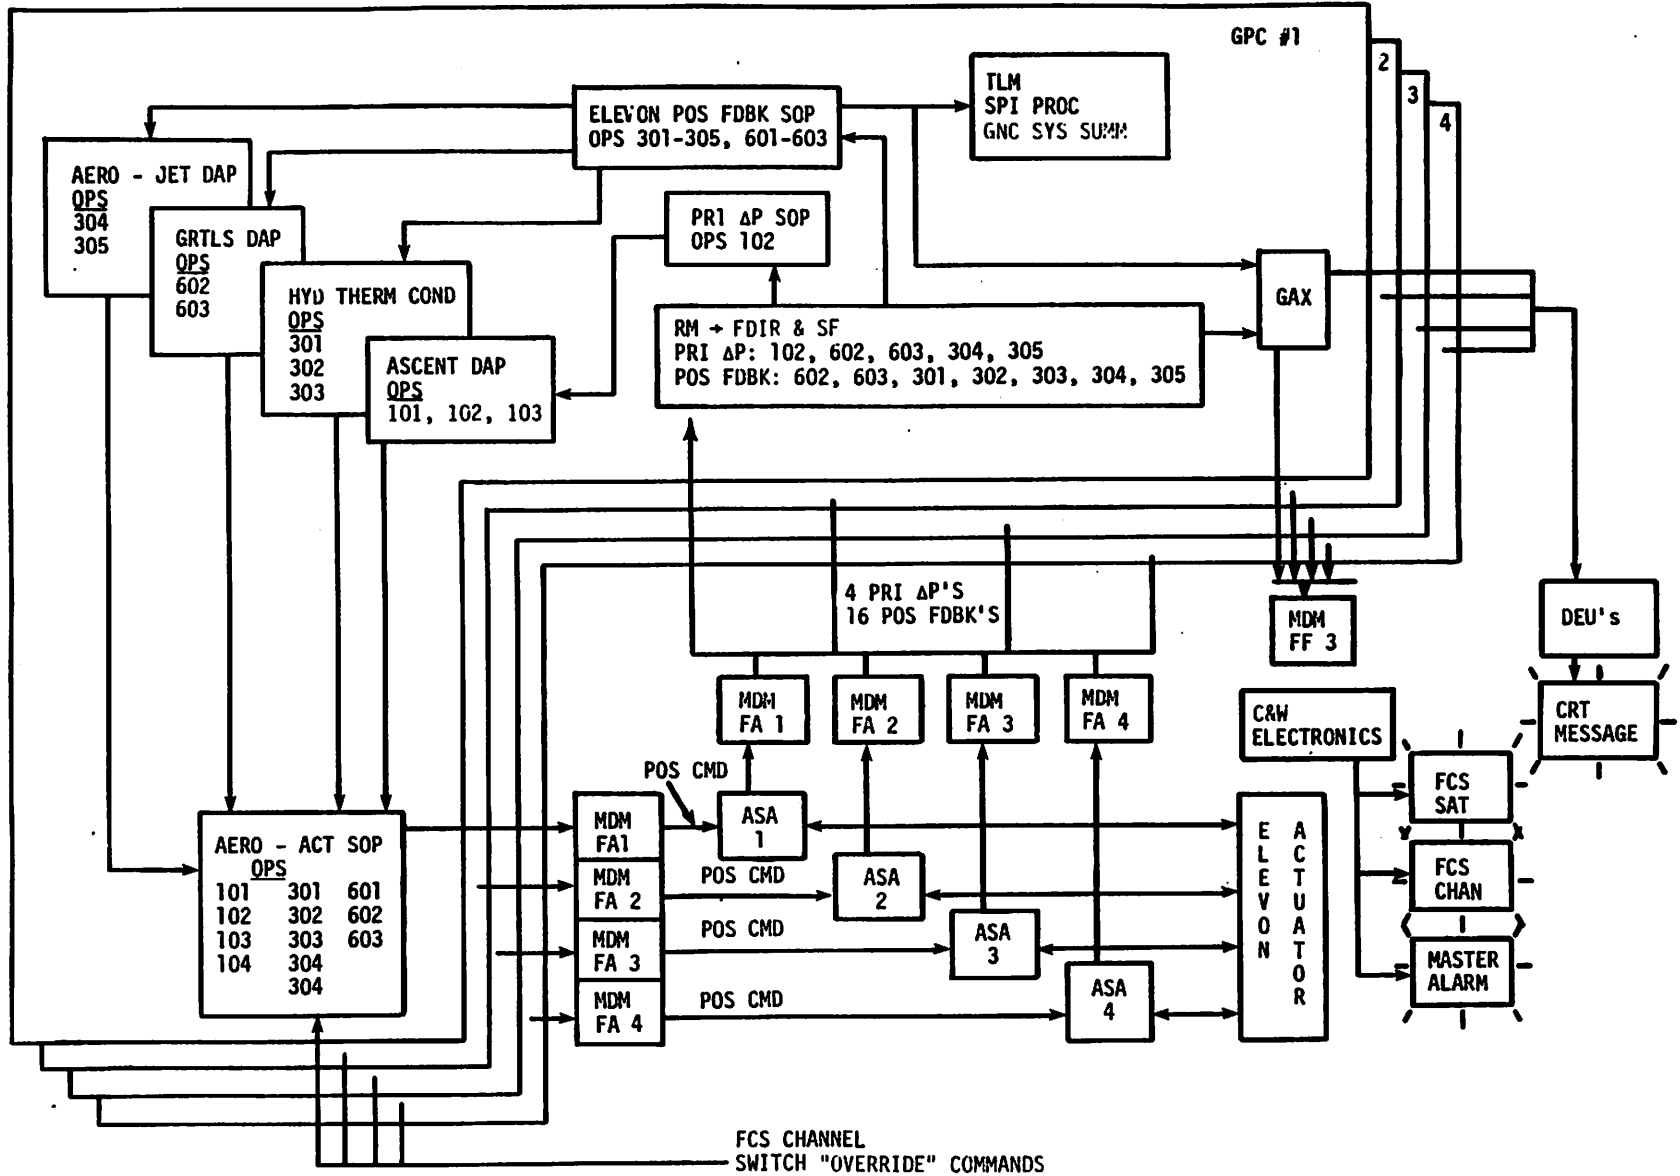 GPC #1
2
3
4
TLM
SPI PROC
GNC SYS SUMM
ELEVON POS FDBK SOP
OPS 301-305, 601-603
AERO - JET DAP
OPS
304
305
GRTLS DAP
OPS
602
603
HYD THERM COND
OPS
301
302
303
ASCENT DAP
OPS
101, 102, 103
PRI ΔP SOP
OPS 102
GAX
RM → FDIR & SF
PRI ΔP: 102, 602, 603, 304, 305
POS FDBK: 602, 603, 301, 302, 303, 304, 305
4 PRI ΔP'S
16 POS FDBK'S
MDM
FF 3
DEU's
CRT
MESSAGE
MDM
FA 1
MDM
FA 2
MDM
FA 3
MDM
FA 4
C&W
ELECTRONICS
FCS
SAT
FCS
CHAN
MASTER
ALARM
POS CMD
AERO - ACT SOP
OPS
101 301 601
102 302 602
103 303 603
104 304
304
MDM
FA1
MDM
FA 2
MDM
FA 3
MDM
FA 4
POS CMD
POS CMD
POS CMD
ASA
1
ASA
2
ASA
3
ASA
4
ELEVON
ACTUATOR
FCS CHANNEL
SWITCH "OVERRIDE" COMMANDS